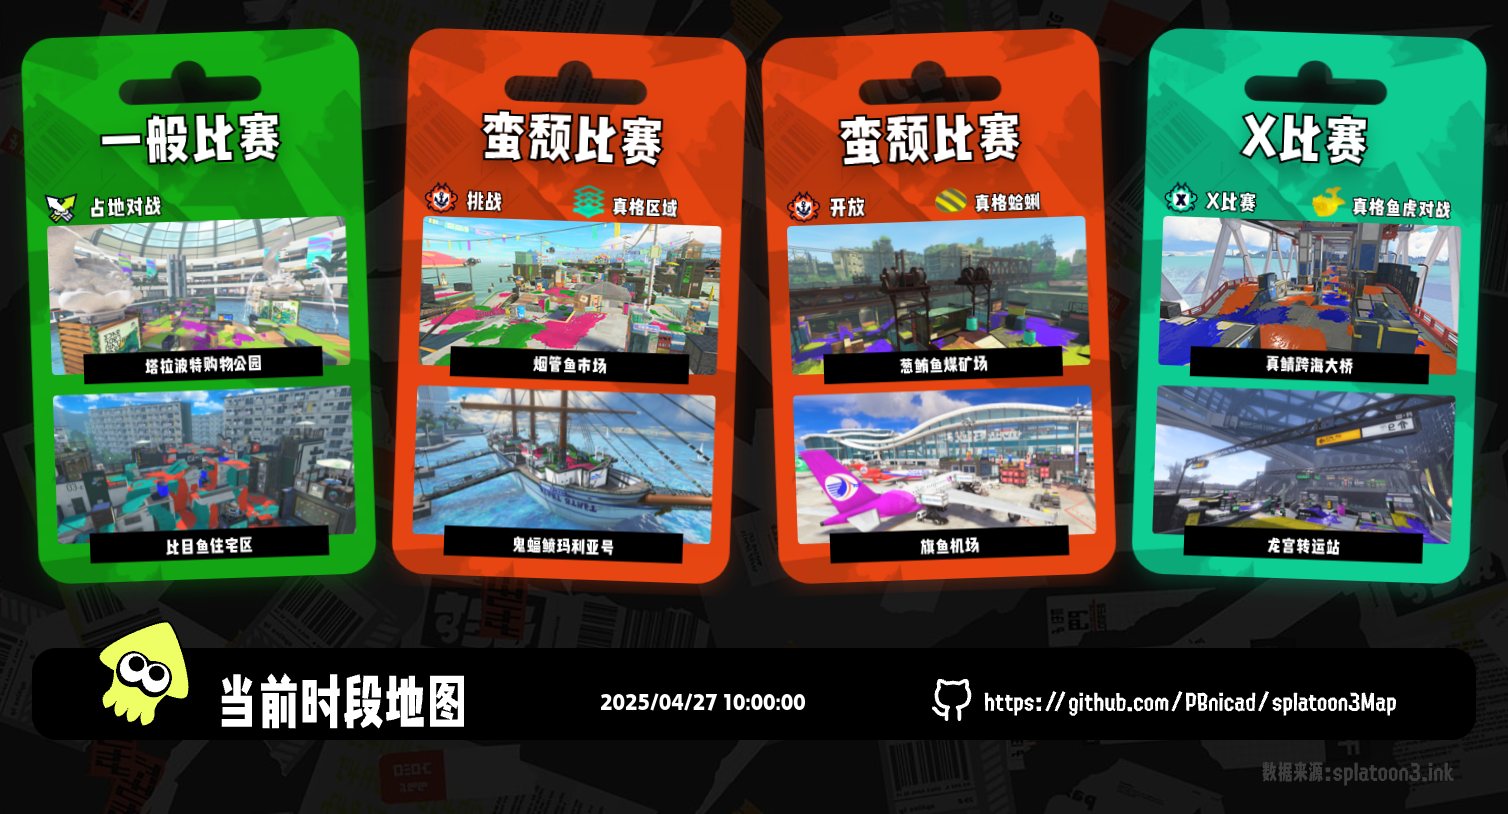 一般比赛
占地对战
塔拉波特购物公园
比目鱼住宅区
蛮颓比赛
挑战
真格区域
烟管鱼市场
鬼蝠鲼玛利亚号
蛮颓比赛
开放
真格蛤蜊
葱鲔鱼煤矿场
旗鱼机场
X比赛
X比赛
真格鱼虎对战
真鲭跨海大桥
龙宫转运站
当前时段地图
2025/04/27 10:00:00
https://github.com/PBnicad/splatoon3Map
数据来源:splatoon3.ink